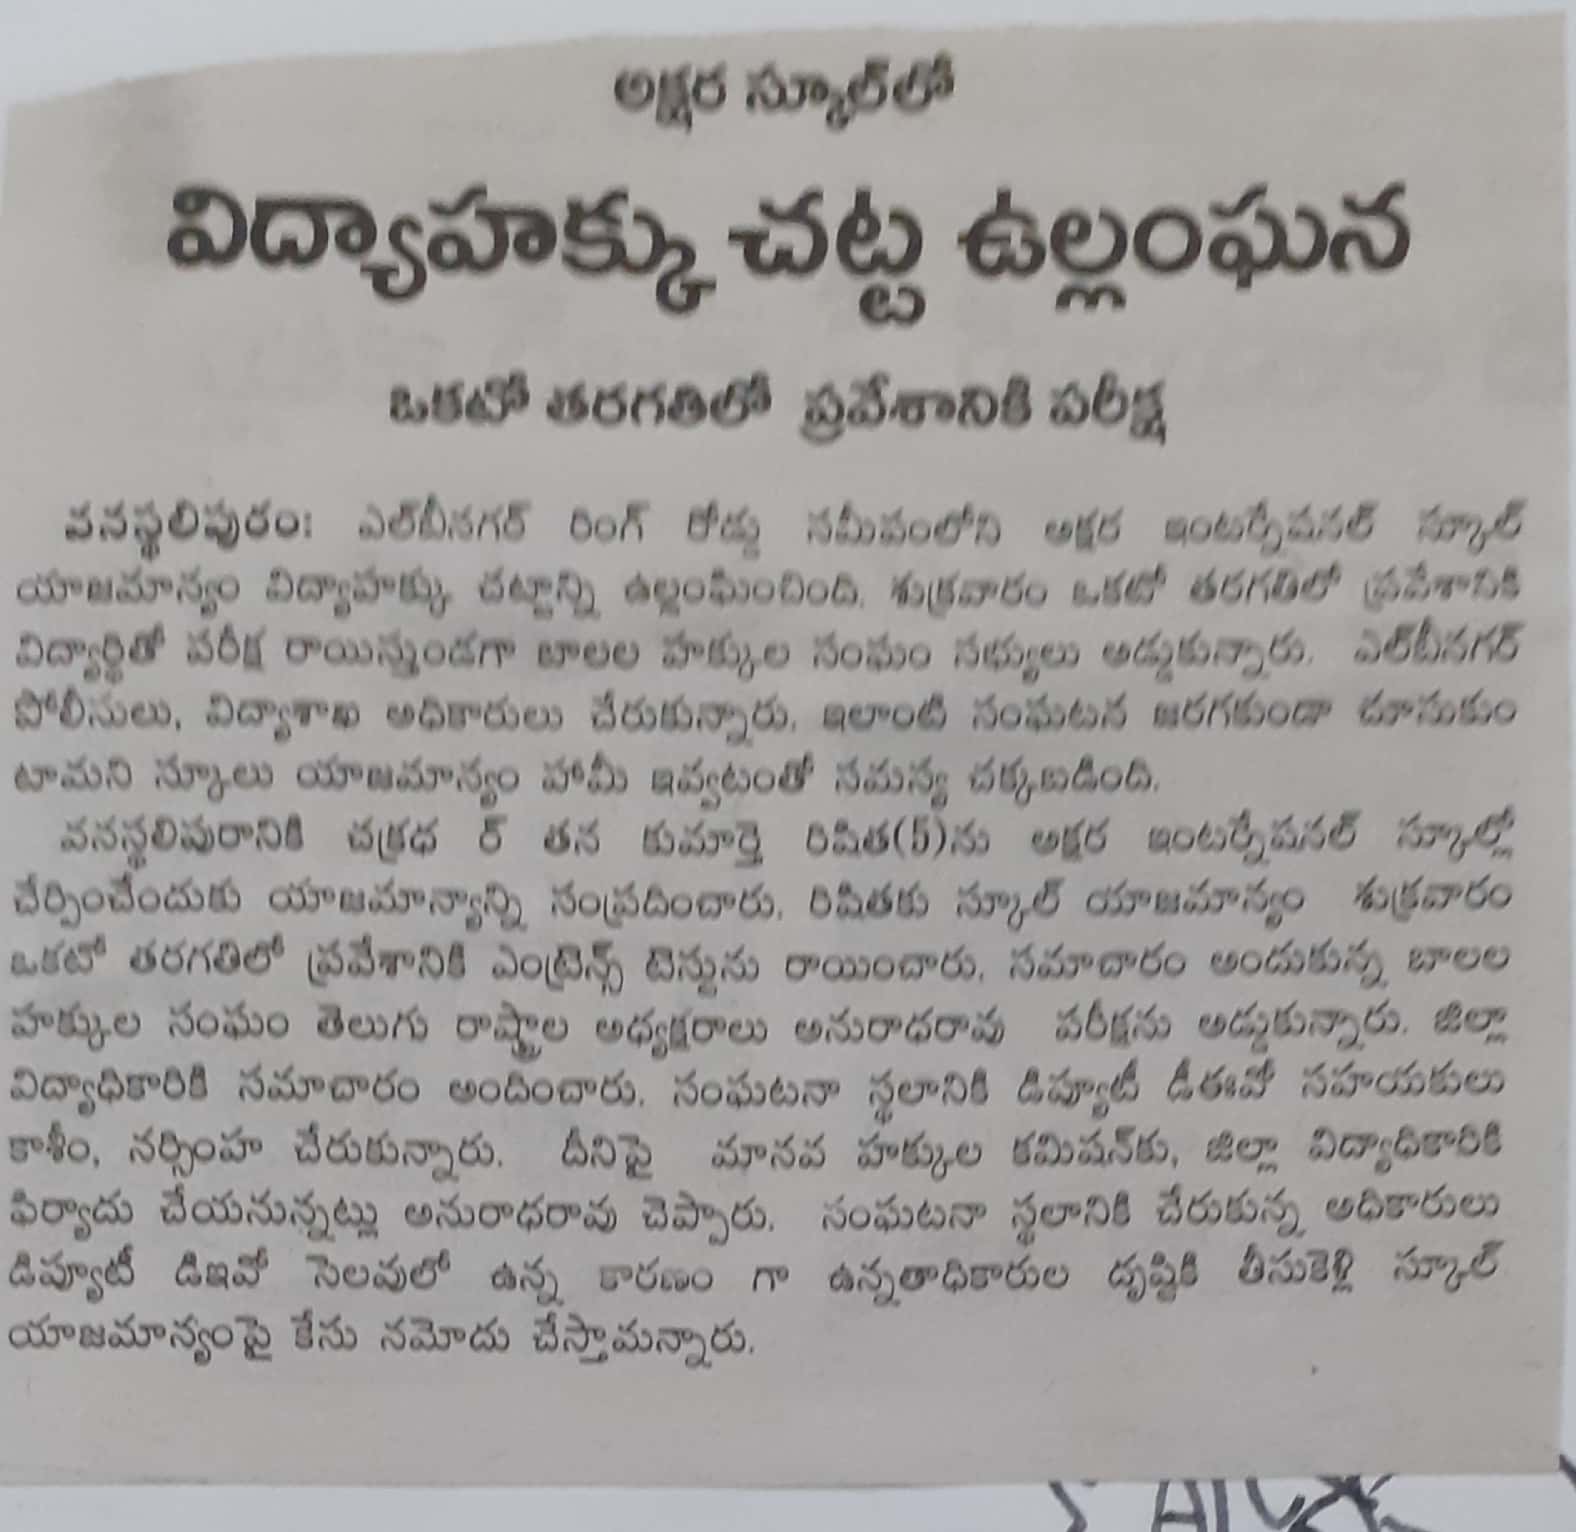 అక్షర స్కూల్‌లో
విద్యాహక్కు చట్ట ఉల్లంఘన
ఒకటో తరగతిలో ప్రవేశానికి పరీక్ష
వనస్థలిపురం: ఎల్‌బీనగర్ రింగ్ రోడ్డు సమీపంలోని అక్షర ఇంటర్నేషనల్ స్కూల్
యాజమాన్యం విద్యాహక్కు చట్టాన్ని ఉల్లంఘించింది. శుక్రవారం ఒకటో తరగతిలో ప్రవేశానికి
విద్యార్థితో పరీక్ష రాయిస్తుండగా బాలల హక్కుల సంఘం సభ్యులు అడ్డుకున్నారు. ఎల్‌బీనగర్
పోలీసులు, విద్యాశాఖ అధికారులు చేరుకున్నారు. ఇలాంటి సంఘటన జరగకుండా చూసుకుం
టామని స్కూలు యాజమాన్యం హామీ ఇవ్వటంతో సమస్య చక్కబడింది.
వనస్థలిపురానికి చక్రధ ర్ తన కుమార్తె రిషిత(5)ను అక్షర ఇంటర్నేషనల్ స్కూల్లో
చేర్పించేందుకు యాజమాన్యాన్ని సంప్రదించారు. రిషితకు స్కూల్ యాజమాన్యం శుక్రవారం
ఒకటో తరగతిలో ప్రవేశానికి ఎంట్రెన్స్ టెస్టును రాయించారు. సమాచారం అందుకున్న బాలల
హక్కుల సంఘం తెలుగు రాష్ట్రాల అధ్యక్షరాలు అనురాధరావు పరీక్షను అడ్డుకున్నారు. జిల్లా
విద్యాధికారికి సమాచారం అందించారు. సంఘటనా స్థలానికి డిప్యూటీ డీఈవో సహయకులు
కాశీం, నర్సింహ చేరుకున్నారు. దీనిపై మానవ హక్కుల కమిషన్‌కు, జిల్లా విద్యాధికారికి
ఫిర్యాదు చేయనున్నట్లు అనురాధరావు చెప్పారు. సంఘటనా స్థలానికి చేరుకున్న అధికారులు
డిప్యూటీ డిఇవో సెలవులో ఉన్న కారణం గా ఉన్నతాధికారుల దృష్టికి తీసుకెళ్లి స్కూల్
యాజమాన్యంపై కేసు నమోదు చేస్తామన్నారు.